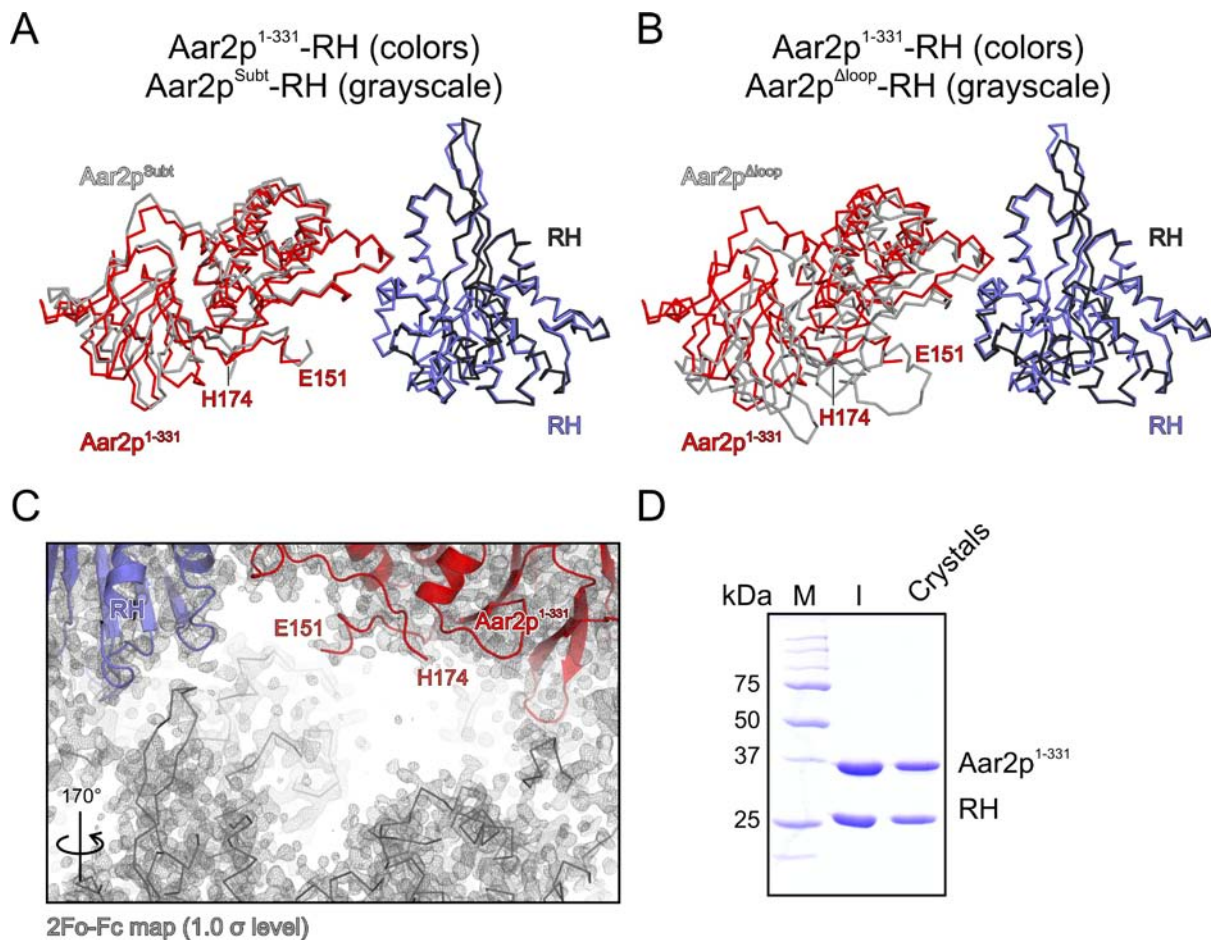 A
Aar2p¹⁻³³¹-RH (colors)
Aar2pSubt-RH (grayscale)
Aar2pSubt
RH
E151
H174
Aar2p¹⁻³³¹
RH
B
Aar2p¹⁻³³¹-RH (colors)
Aar2pΔloop-RH (grayscale)
Aar2pΔloop
RH
E151
H174
Aar2p¹⁻³³¹
RH
C
RH
Aar2p¹⁻³³¹
E151
H174
170°
2Fo-Fc map (1.0 σ level)
D
kDa M I Crystals
75
50
37
Aar2p¹⁻³³¹
RH
25